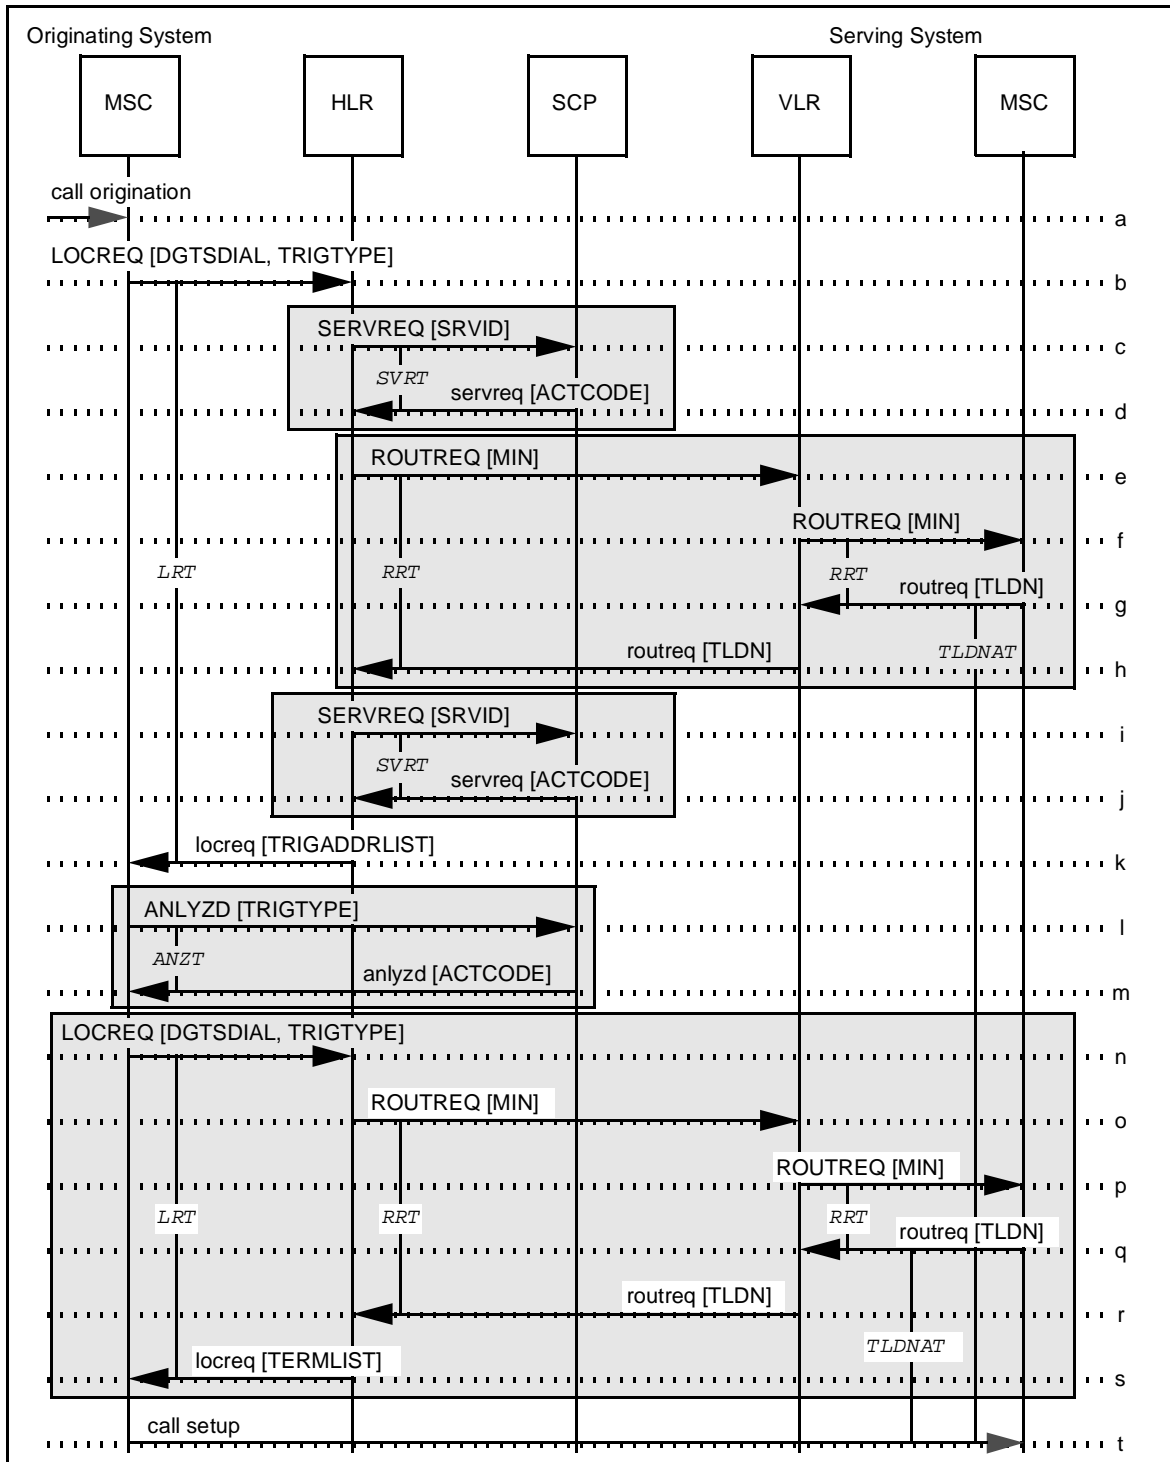 Originating System
Serving System
MSC
HLR
SCP
VLR
MSC
call origination
a
LOCREQ [DGTSDIAL, TRIGTYPE]
b
SERVREQ [SRVID]
c
SVRT
servreq [ACTCODE]
d
ROUTREQ [MIN]
e
ROUTREQ [MIN]
f
LRT
RRT
RRT
routreq [TLDN]
g
routreq [TLDN]
TLDNAT
h
SERVREQ [SRVID]
i
SVRT
servreq [ACTCODE]
j
locreq [TRIGADDRLIST]
k
ANLYZD [TRIGTYPE]
l
ANZT
anlyzd [ACTCODE]
m
LOCREQ [DGTSDIAL, TRIGTYPE]
n
ROUTREQ [MIN]
o
ROUTREQ [MIN]
p
LRT
RRT
RRT
routreq [TLDN]
q
routreq [TLDN]
r
TLDNAT
locreq [TERMLIST]
s
call setup
t